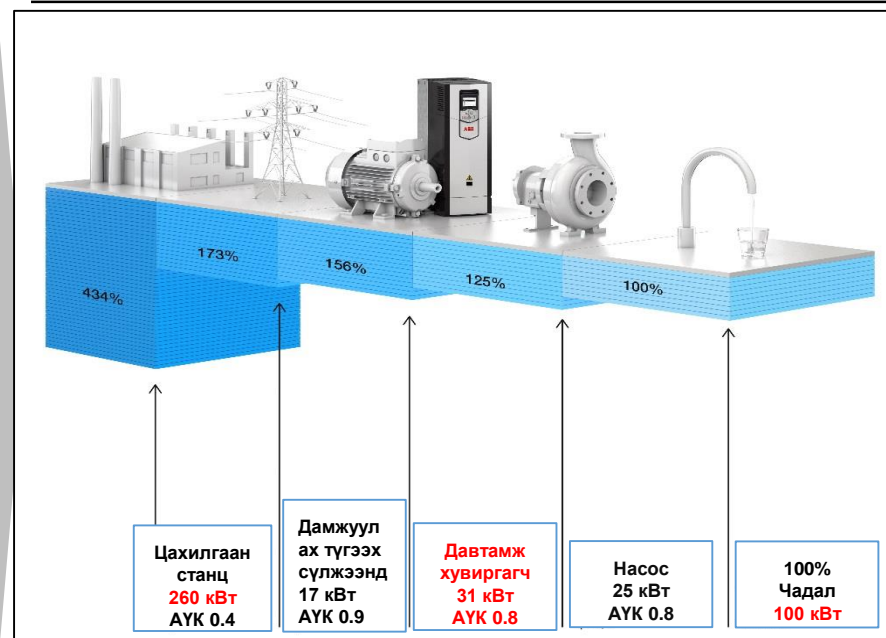 ABB
173%
156%
125%
100%
434%
Цахилгаан
станц
260 кВт
АҮК 0.4
Дамжуул
ах түгээх
сүлжээнд
17 кВт
АҮК 0.9
Давтамж
хувиргагч
31 кВт
АҮК 0.8
Насос
25 кВт
АҮК 0.8
100%
Чадал
100 кВт